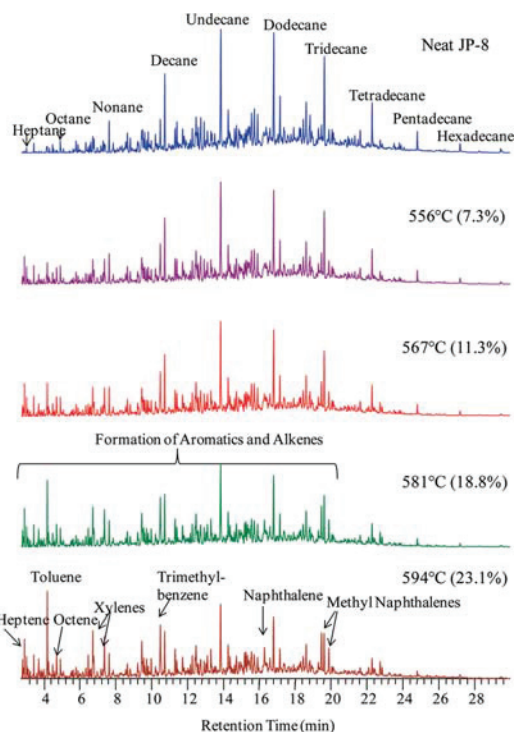 Undecane
Dodecane
Neat JP-8
Tridecane
Decane
Tetradecane
Nonane
Octane
Pentadecane
Heptane
Hexadecane
556°C (7.3%)
567°C (11.3%)
Formation of Aromatics and Alkenes
581°C (18.8%)
594°C (23.1%)
Toluene
Trimethyl-
benzene
Naphthalene
Xylenes
Methyl Naphthalenes
Heptene
Octene
4 6 8 10 12 14 16 18 20 22 24 26 28
Retention Time (min)